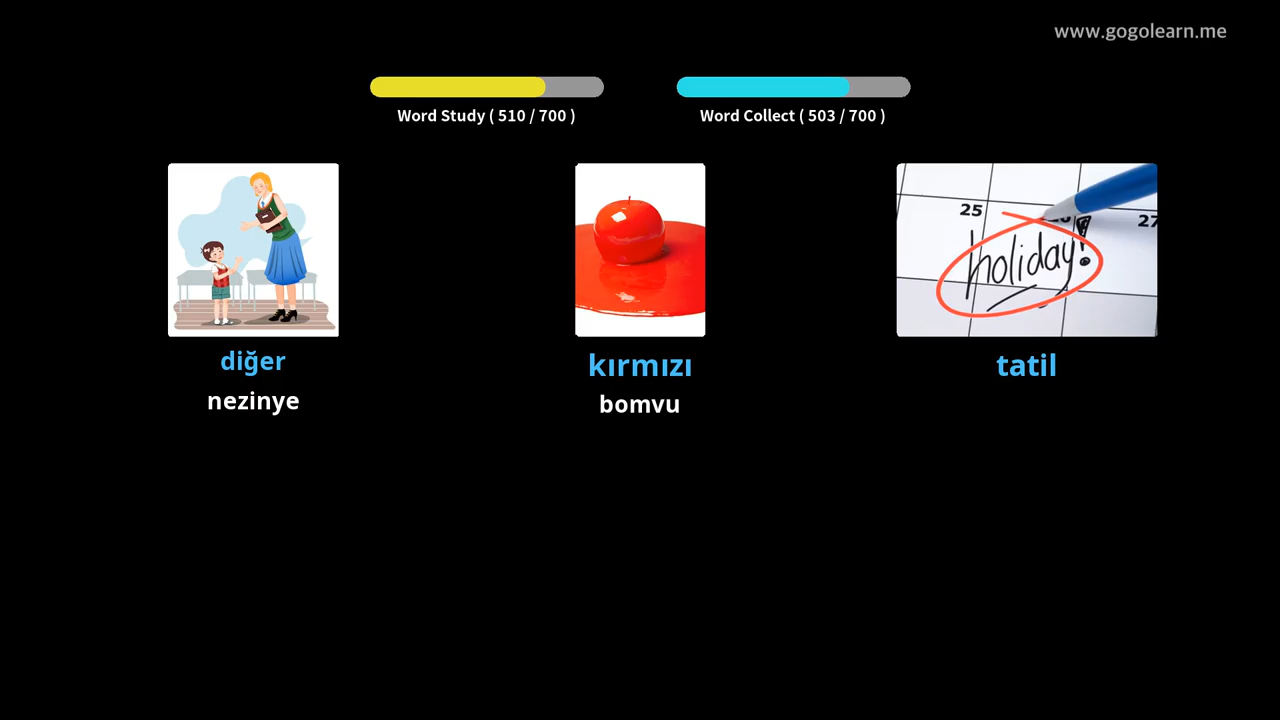 www.gogolearn.me
Word Study ( 510 / 700 )
Word Collect ( 503 / 700 )
25
27
holiday!
diğer
kırmızı
tatil
nezinye
bomvu